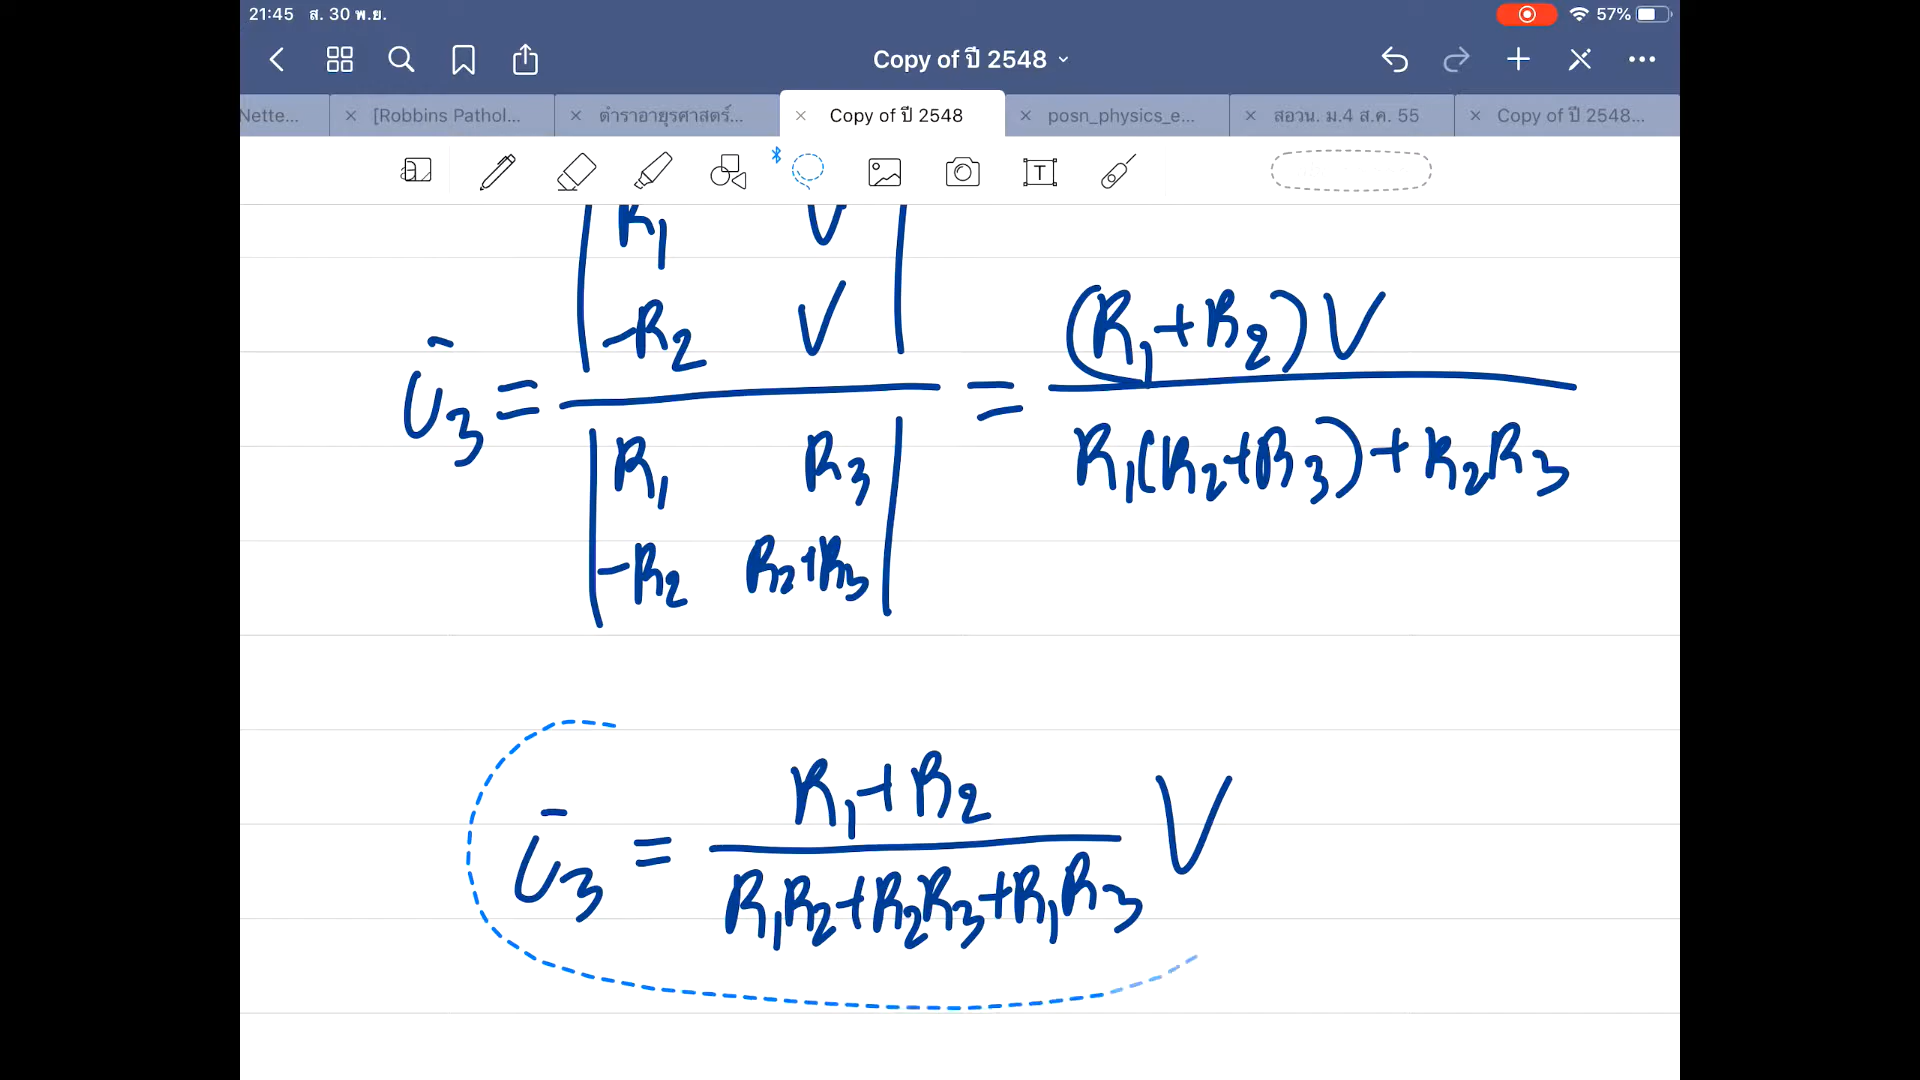 21:45 ส. 30 พ.ย. 57%
Copy of ปี 2548
Nette... [Robbins Pathol... ตำราอายุรศาสตร์... Copy of ปี 2548 posn_physics_e... สอวน. ม.4 ส.ค. 55 Copy of ปี 2548...
R₁ V
-R₂ V
i₃ = = (R₁+R₂)V
R₁ R₃ R₁(R₂+R₃)+R₂R₃
-R₂ R₂+R₃
R₁+R₂
i₃ = V
R₁R₂+R₂R₃+R₁R₃